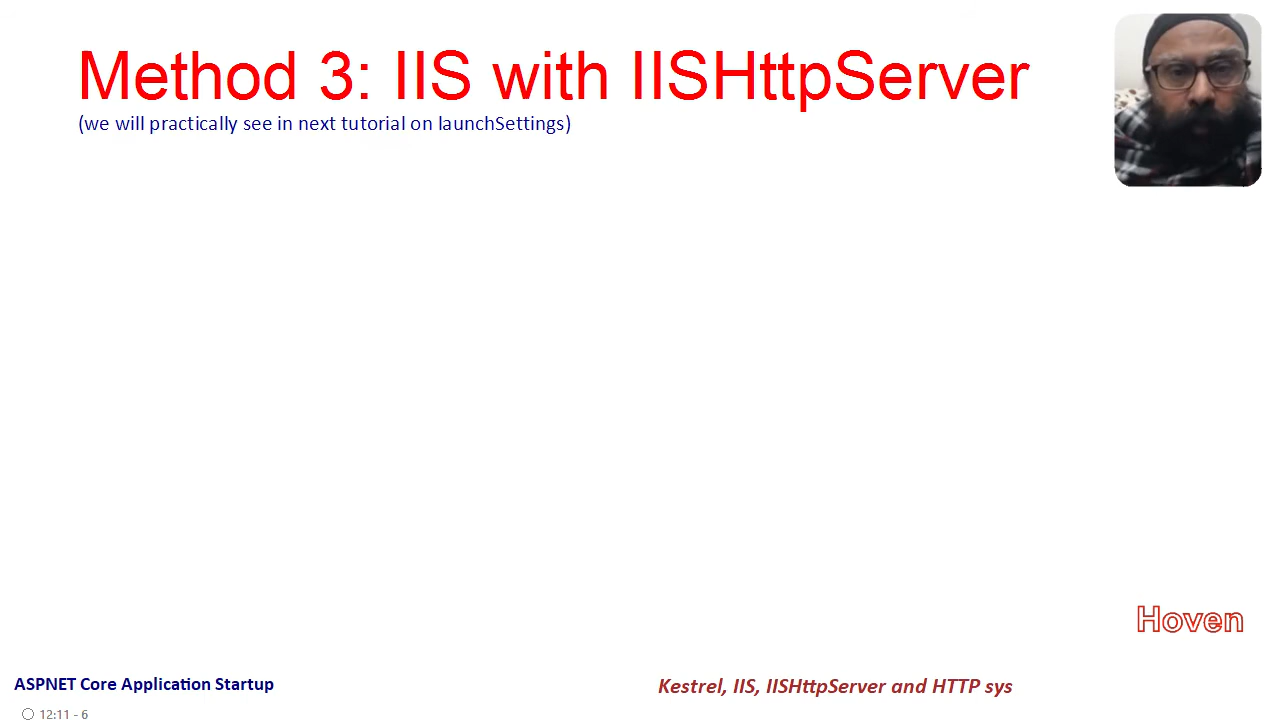 Method 3: IIS with IISHttpServer
(we will practically see in next tutorial on launchSettings)
Hoven
ASPNET Core Application Startup
Kestrel, IIS, IISHttpServer and HTTP sys
12:11 - 6